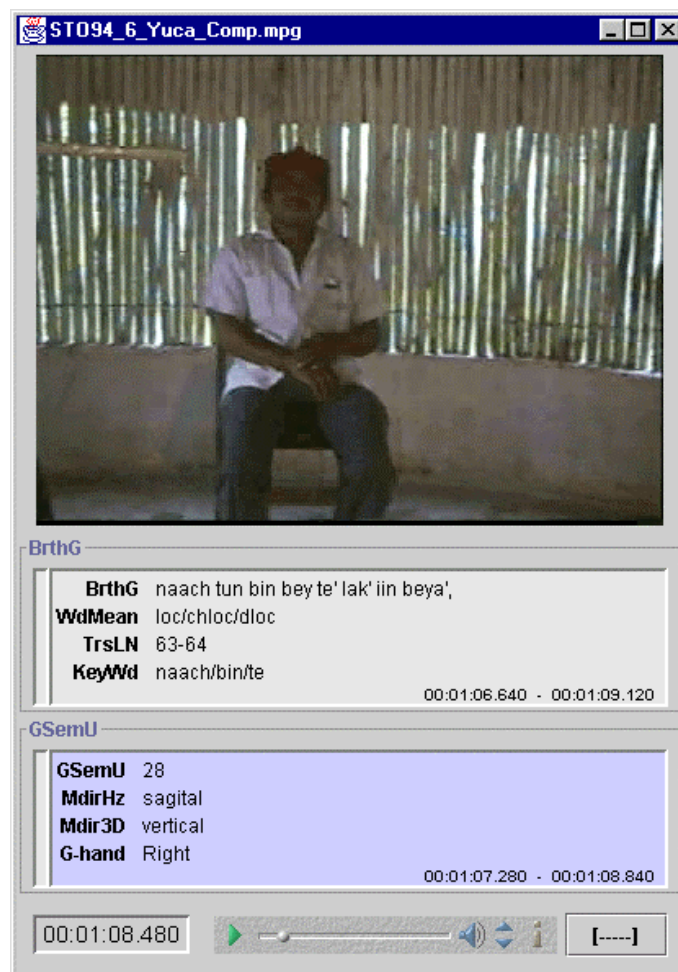 STO94_6_Yuca_Comp.mpg
BrthG
BrthG naach tun bin bey te' lak' iin beya',
WdMean loc/chloc/dloc
TrsLN 63-64
KeyWd naach/bin/te
00:01:06.640 - 00:01:09.120
GSemU
GSemU 28
MdirHz sagital
Mdir3D vertical
G-hand Right
00:01:07.280 - 00:01:08.840
00:01:08.480 [-----]